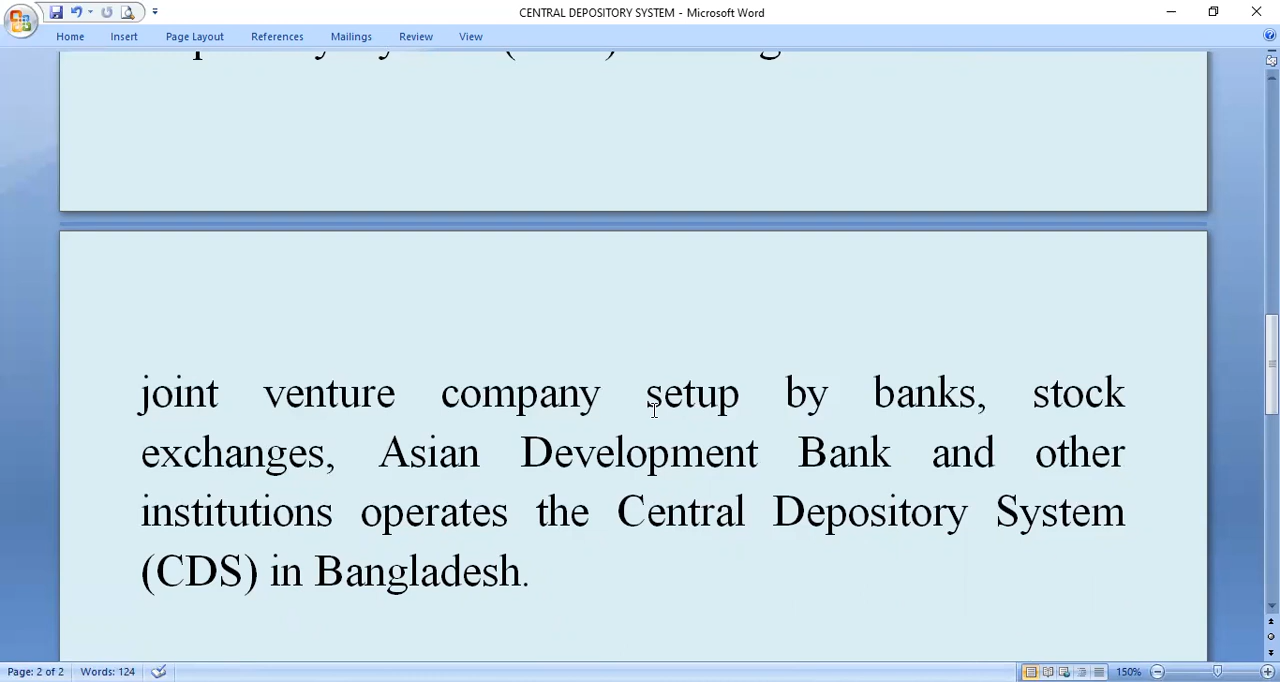 CENTRAL DEPOSITORY SYSTEM - Microsoft Word
Home Insert Page Layout References Mailings Review View
joint venture company setup by banks, stock
exchanges, Asian Development Bank and other
institutions operates the Central Depository System
(CDS) in Bangladesh.
Page: 2 of 2 Words: 124 150%